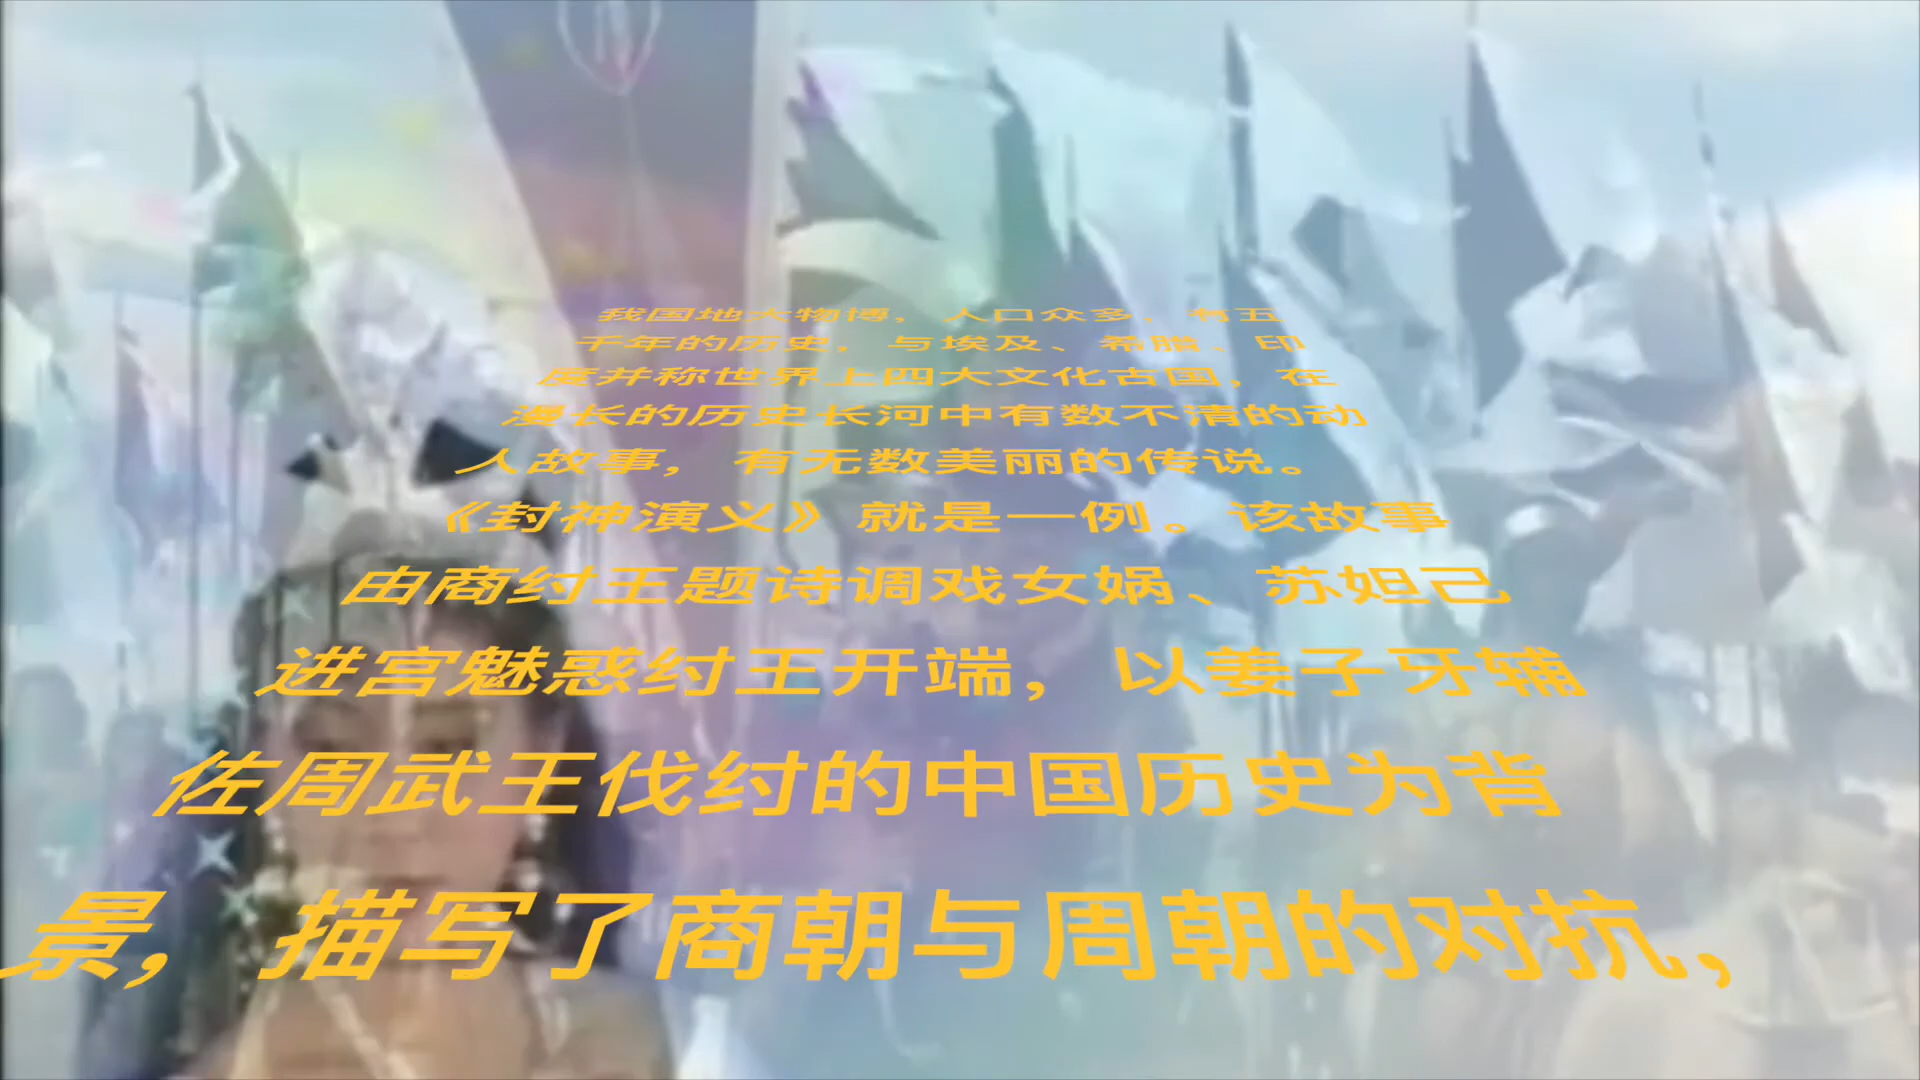 我国地大物博，人口众多，有五
千年的历史，与埃及、希腊、印
度并称世界上四大文化古国，在
漫长的历史长河中有数不清的动
人故事，有无数美丽的传说。
《封神演义》就是一例。该故事
由商纣王题诗调戏女娲、苏妲己
进宫魅惑纣王开端，以姜子牙辅
佐周武王伐纣的中国历史为背
景，描写了商朝与周朝的对抗，